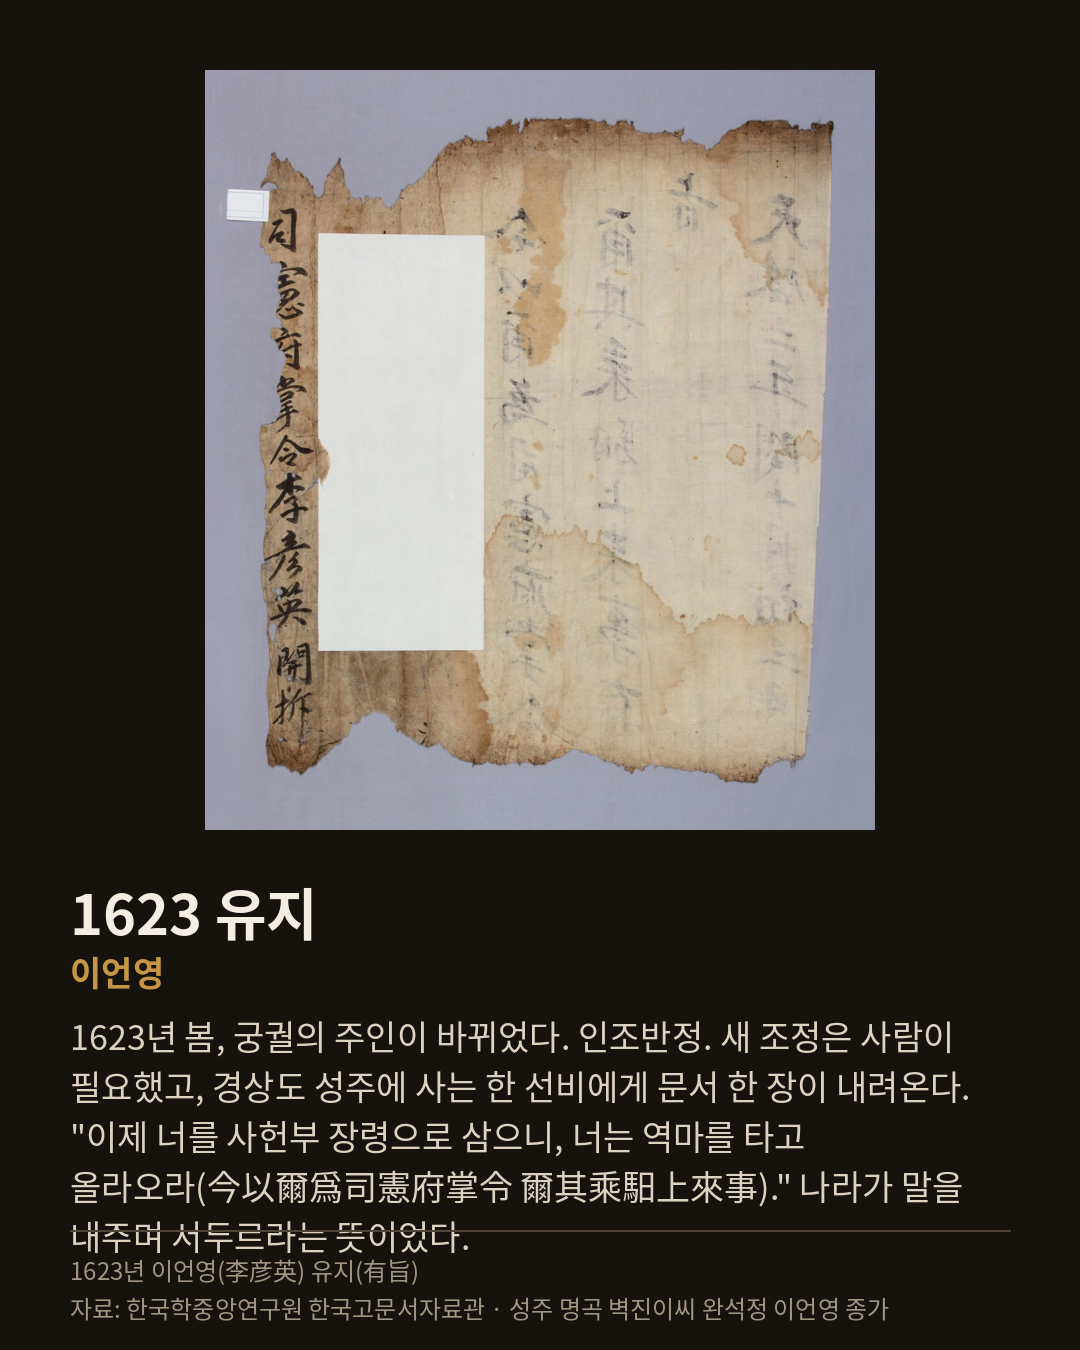 司憲府掌令李彦英 開拆
1623 유지
이언영
1623년 봄, 궁궐의 주인이 바뀌었다. 인조반정. 새 조정은 사람이
필요했고, 경상도 성주에 사는 한 선비에게 문서 한 장이 내려온다.
"이제 너를 사헌부 장령으로 삼으니, 너는 역마를 타고
올라오라(今以爾爲司憲府掌令 爾其乘馹上來事)." 나라가 말을
내주며 서두르라는 뜻이었다.
1623년 이언영(李彦英) 유지(有旨)
자료: 한국학중앙연구원 한국고문서자료관 · 성주 명곡 벽진이씨 완석정 이언영 종가